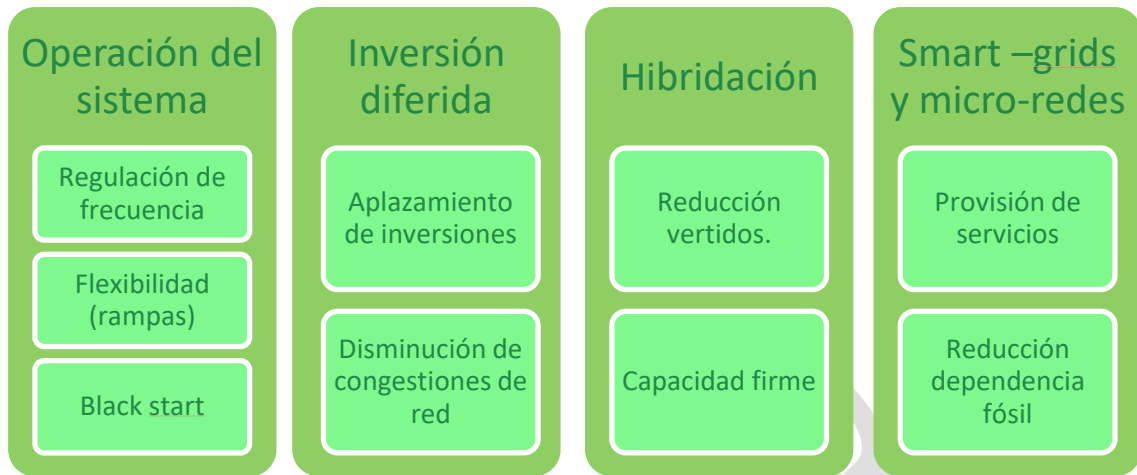 Operación del
sistema
Regulación de
frecuencia
Flexibilidad
(rampas)
Black start
Inversión
diferida
Aplazamiento
de inversiones
Disminución de
congestiones de
red
Hibridación
Reducción
vertidos.
Capacidad firme
Smart –grids
y micro-redes
Provisión de
servicios
Reducción
dependencia
fósil